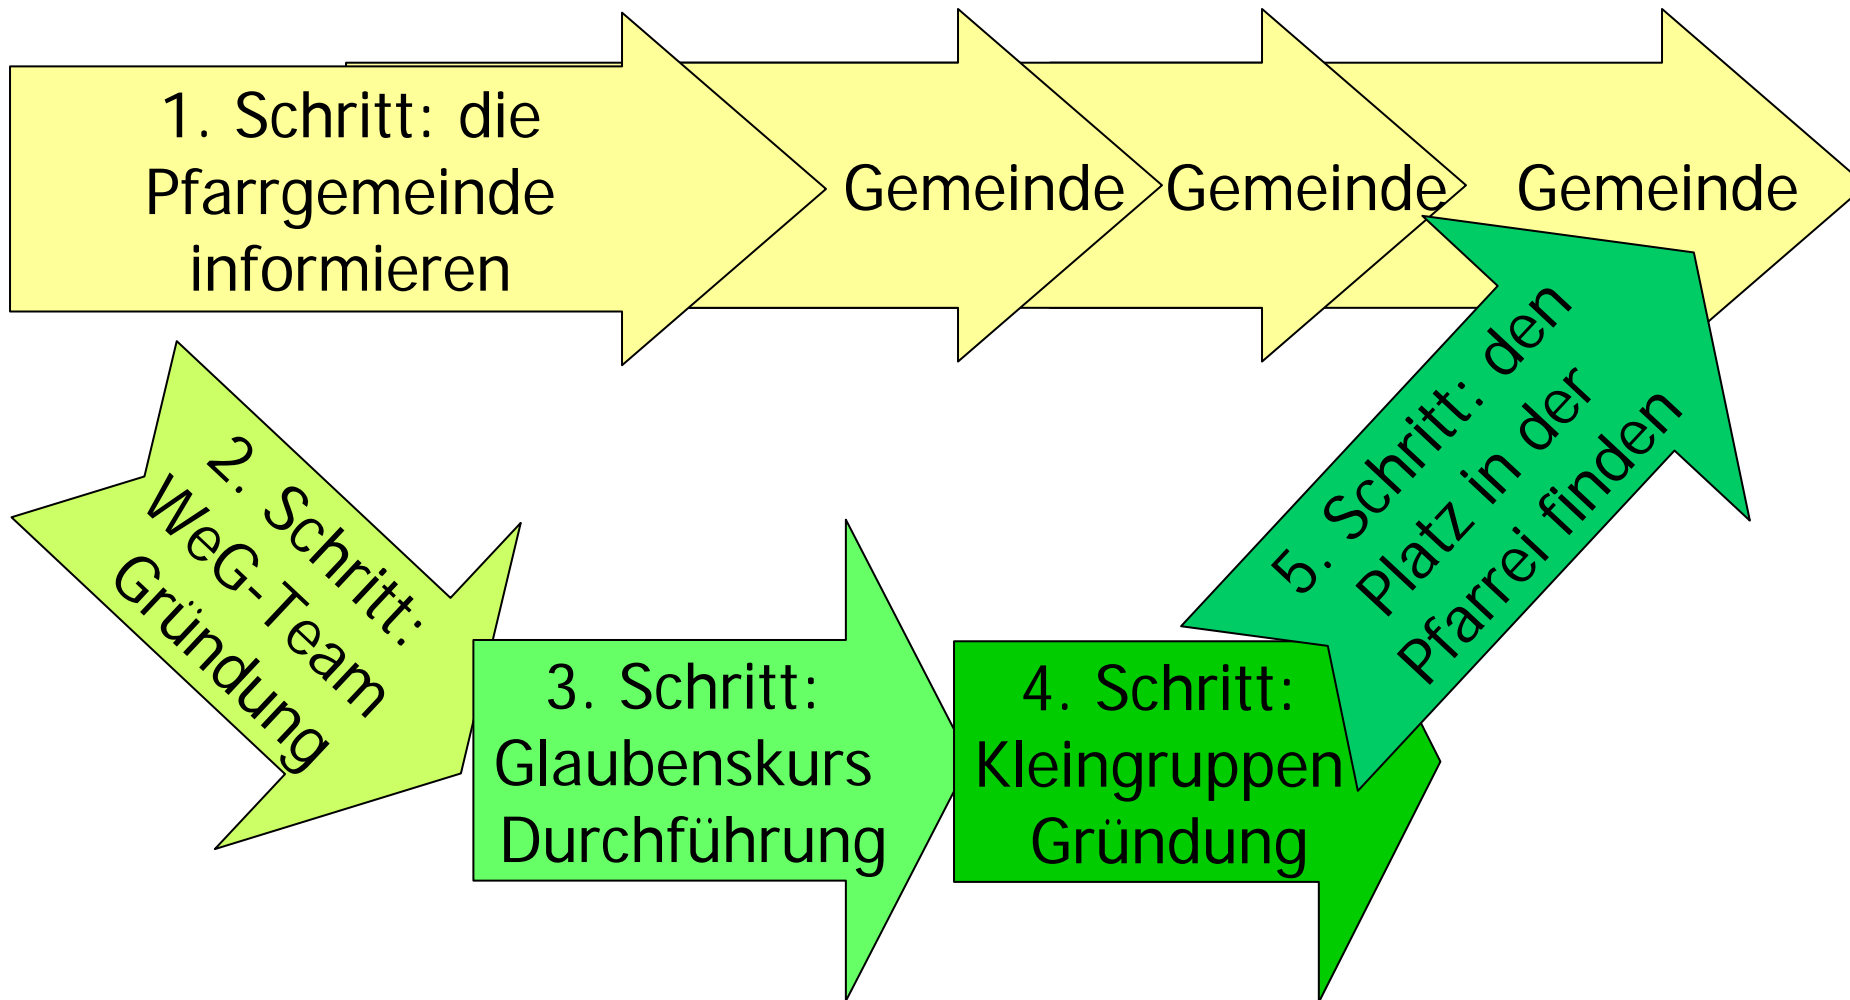 1. Schritt: die
Pfarrgemeinde
informieren
Gemeinde
Gemeinde
Gemeinde
2. Schritt:
WeG-Team
Gründung
3. Schritt:
Glaubenskurs
Durchführung
4. Schritt:
Kleingruppen
Gründung
5. Schritt: den
Platz in der
Pfarrei finden